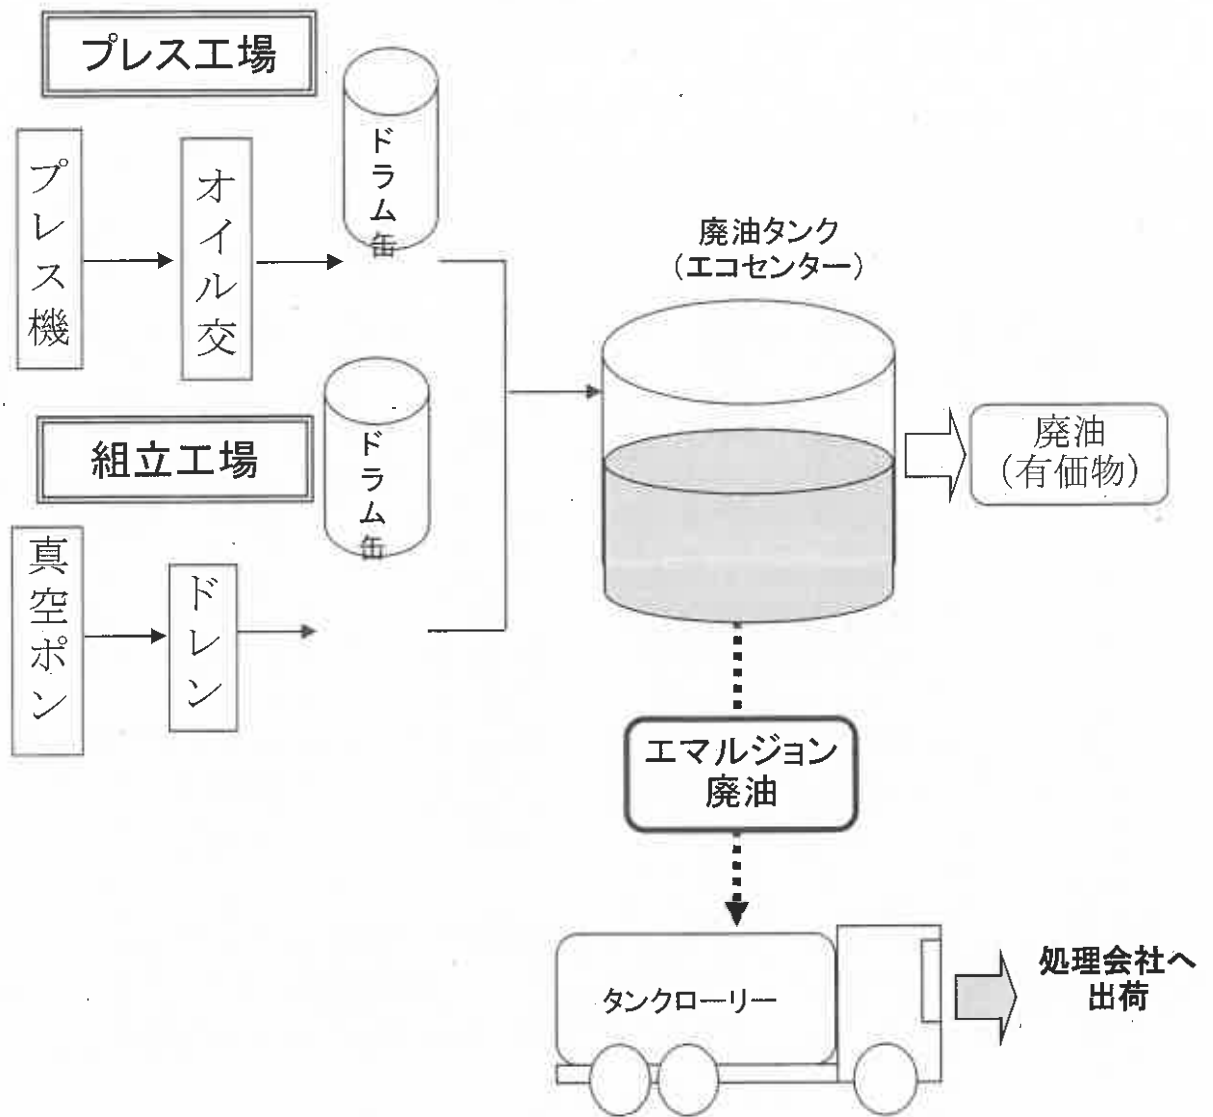 プレス工場
ドラム缶
プレス機
オイル交
廃油タンク
（エコセンター）
組立工場
ドラム缶
廃油
（有価物）
真空ポン
ドレン
エマルジョン
廃油
タンクローリー
処理会社へ
出荷